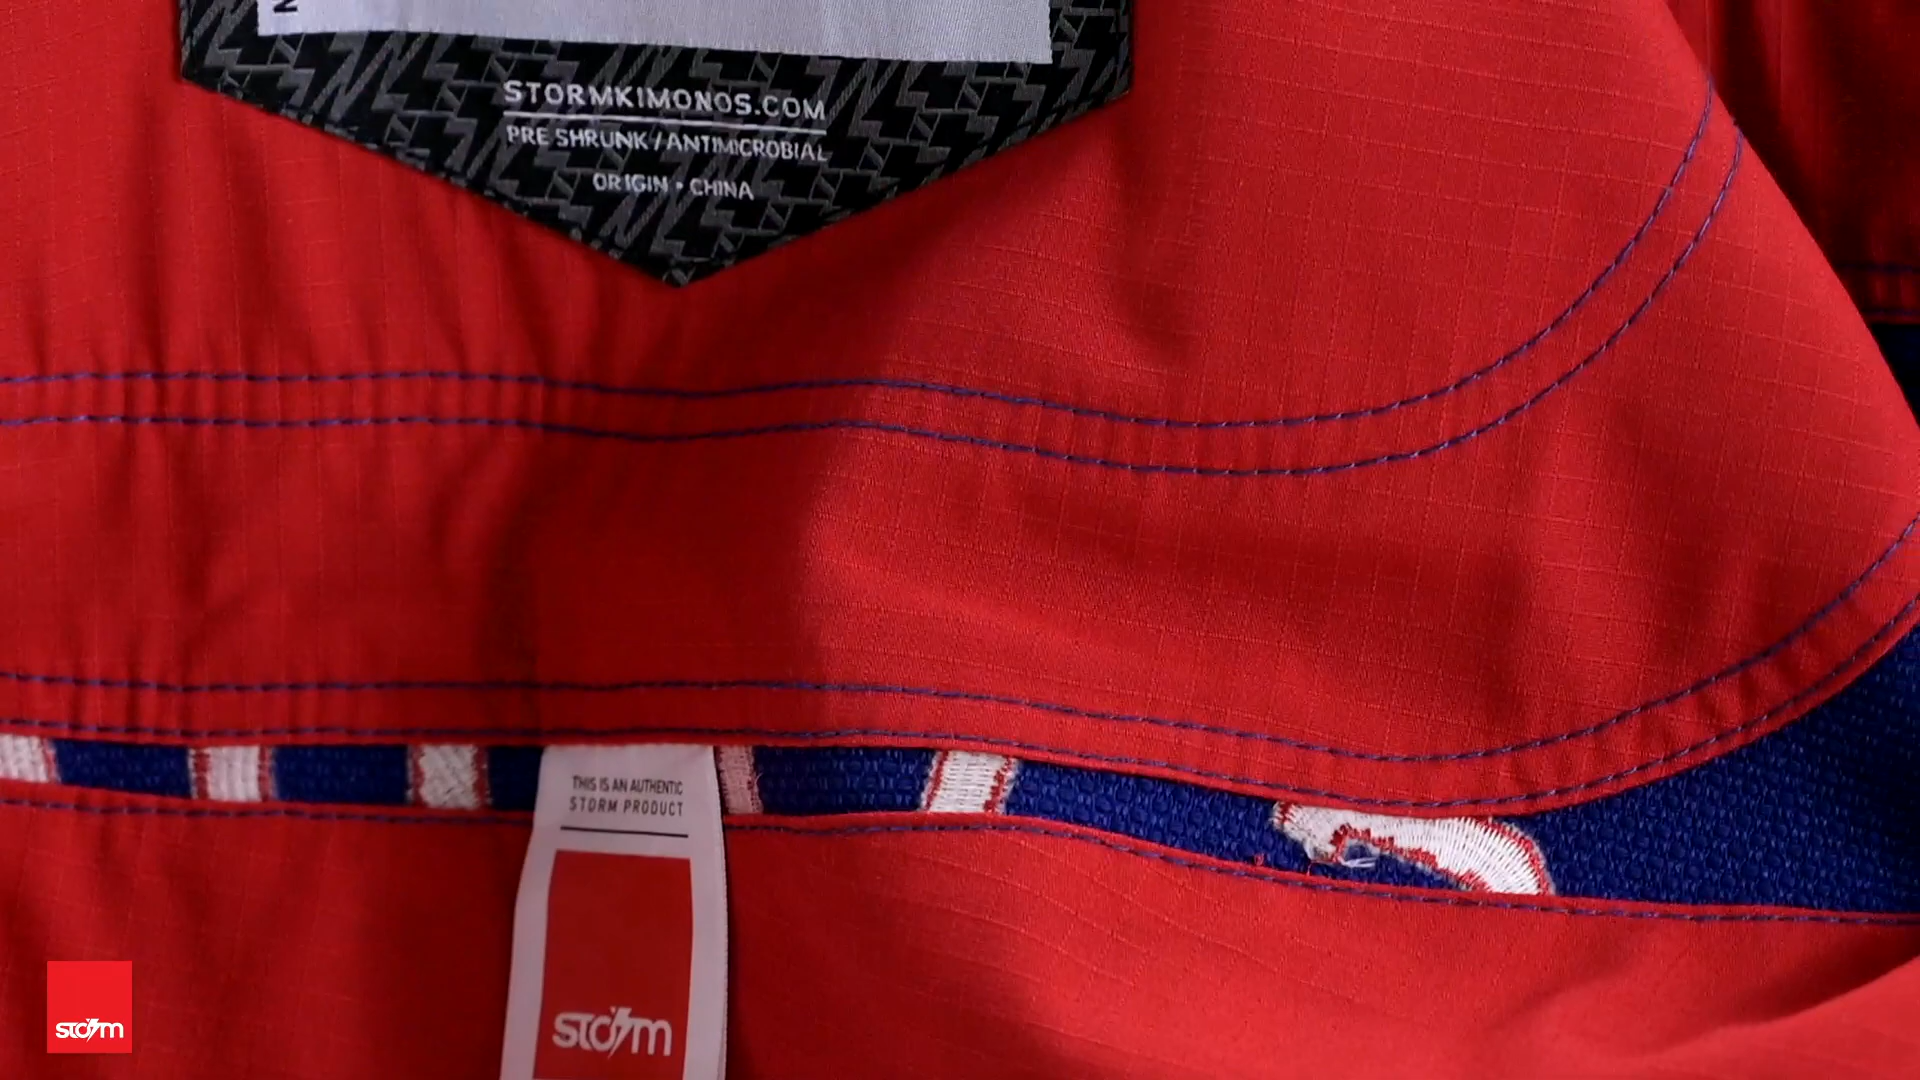 N
STORMKIMONOS.COM
PRE SHRUNK / ANTIMICROBIAL
ORIGIN • CHINA
THIS IS AN AUTHENTIC
STORM PRODUCT
STORM
STORM